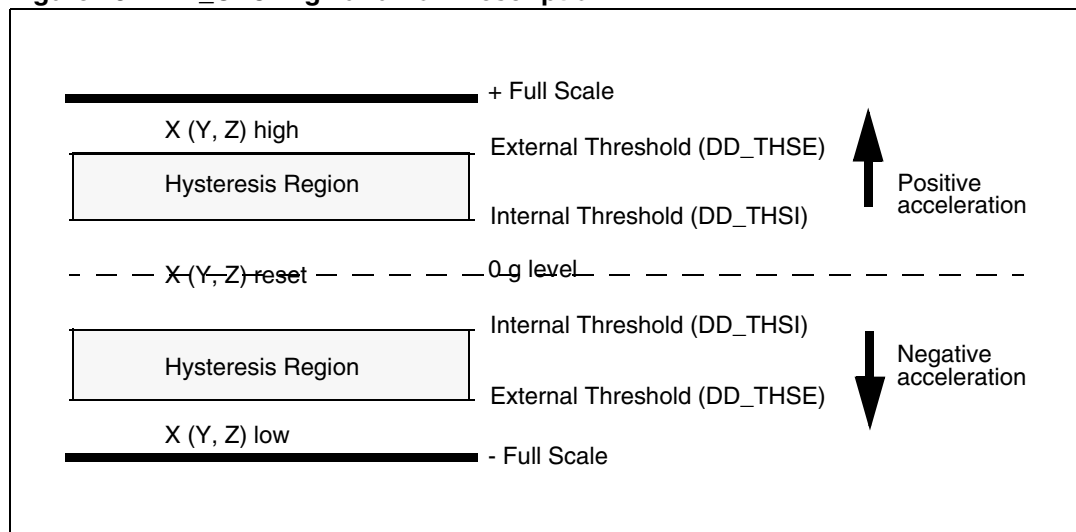 + Full Scale
X (Y, Z) high
External Threshold (DD_THSE)
Hysteresis Region
Positive
acceleration
Internal Threshold (DD_THSI)
X (Y, Z) reset
0 g level
Internal Threshold (DD_THSI)
Hysteresis Region
Negative
acceleration
External Threshold (DD_THSE)
X (Y, Z) low
- Full Scale